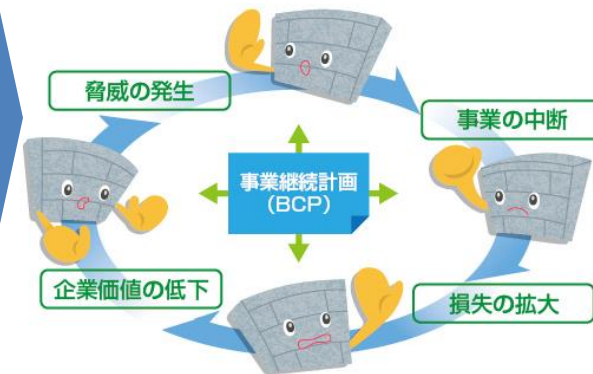 脅威の発生
事業の中断
事業継続計画
（BCP）
企業価値の低下
損失の拡大